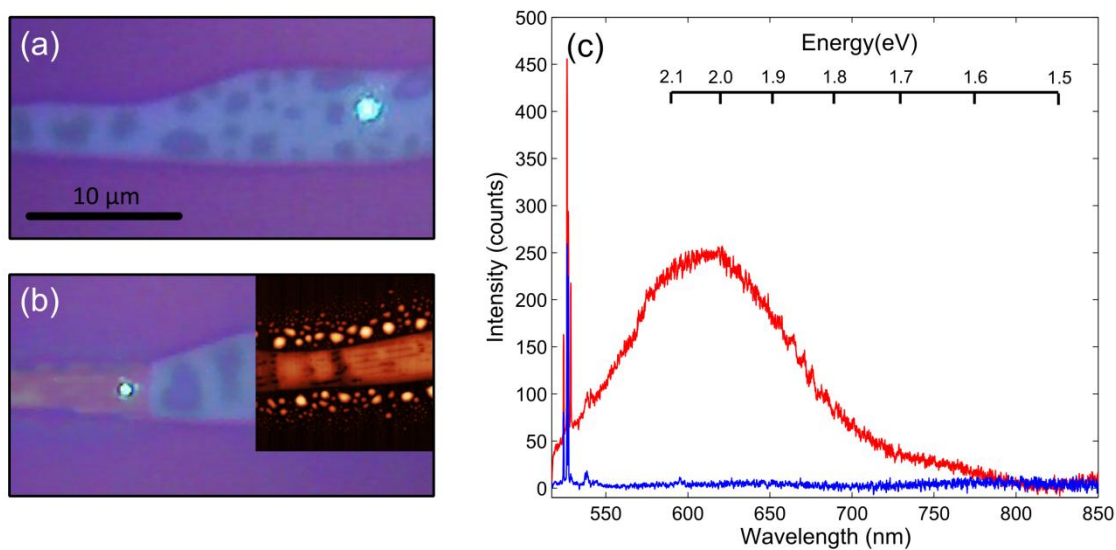 (a)
10 μm
(b)
(c)
Energy(eV)
2.1 2.0 1.9 1.8 1.7 1.6 1.5
Intensity (counts)
500
450
400
350
300
250
200
150
100
50
0
550 600 650 700 750 800 850
Wavelength (nm)